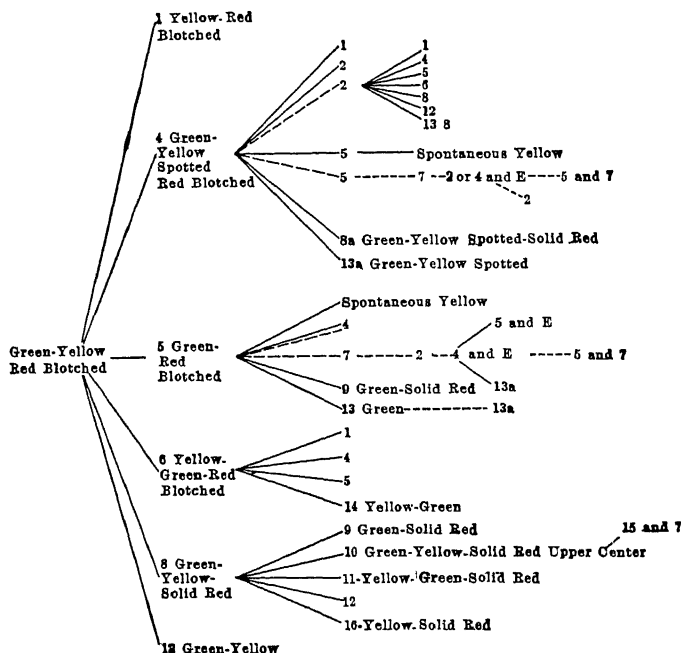 1 Yellow-Red
Blotched
1
2
2
1
4
5
6
8
12
13 8
4 Green-
Yellow
Spotted
Red Blotched
5 Spontaneous Yellow
5 7 2 or 4 and E 5 and 7
2
8a Green-Yellow Spotted-Solid Red
13a Green-Yellow Spotted
Green-Yellow
Red Blotched
5 Green-
Red
Blotched
Spontaneous Yellow
4
5 and E
7 2 4 and E 5 and 7
13a
9 Green-Solid Red
13 Green 13a
6 Yellow-
Green-Red
Blotched
1
4
5
14 Yellow-Green
8 Green-
Yellow-
Solid Red
9 Green-Solid Red
15 and 7
10 Green-Yellow-Solid Red Upper Center
11-Yellow-Green-Solid Red
12
16-Yellow-Solid Red
12 Green-Yellow